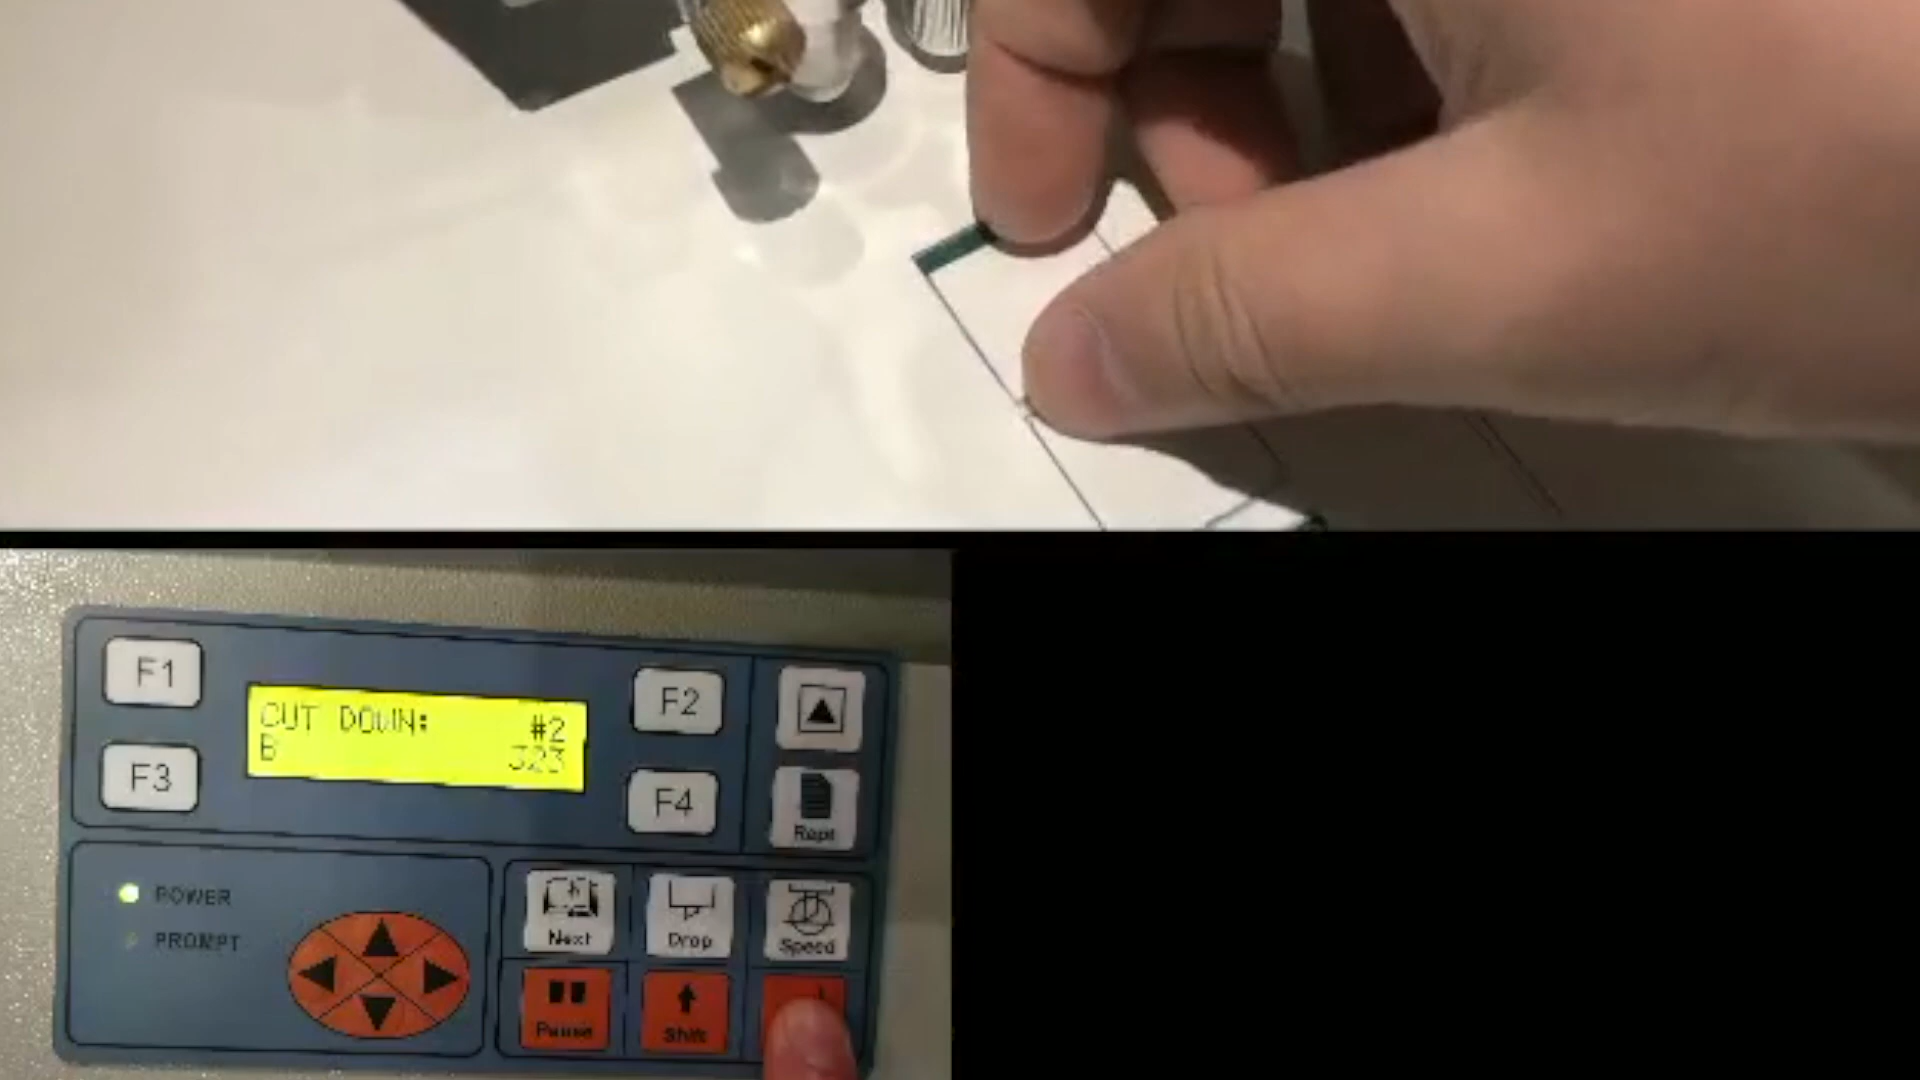 F1
CUT DOWN: #2
B 323
F2
F3
F4
Rept
POWER
PROMPT
Next
Drop
Speed
Pause
Shift